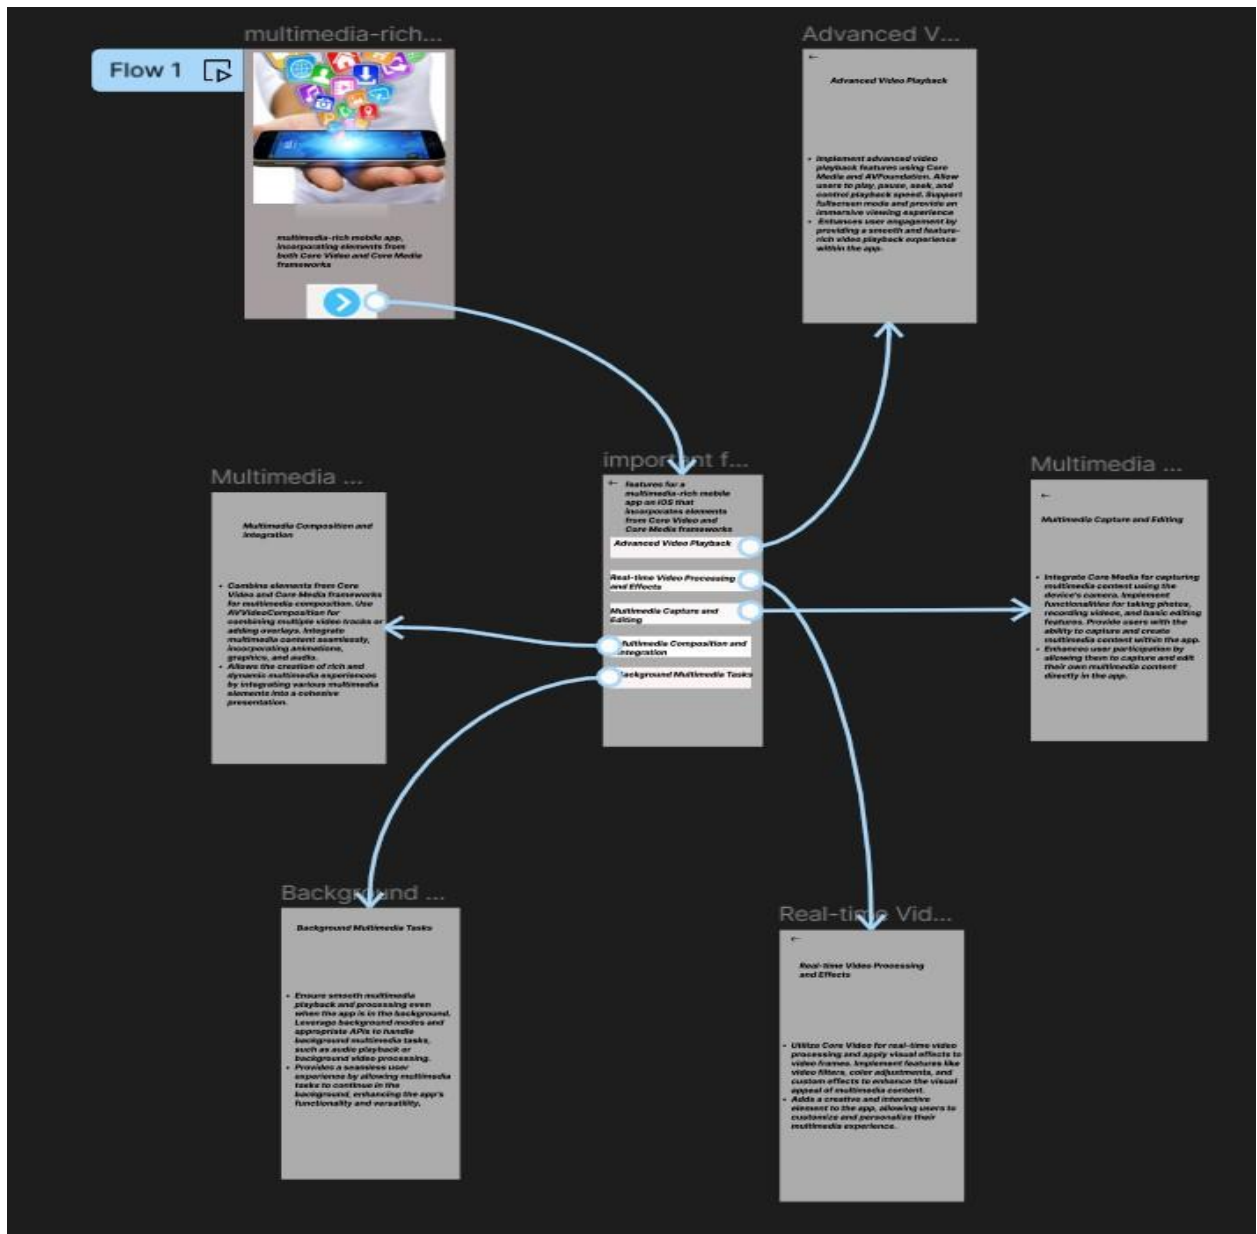 multimedia-rich...
Flow 1
multimedia-rich mobile app,
incorporating elements from
both Core Video and Core Media
frameworks
Advanced V...
←
Advanced Video Playback
• Implement advanced video
playback features using Core
Media and AVFoundation. Allow
users to play, pause, seek, and
control playback speed. Support
fullscreen mode and provide an
immersive viewing experience
• Enhances user engagement by
providing a smooth and feature-
rich video playback experience
within the app.
Multimedia ...
Multimedia Composition and
Integration
• Combine elements from Core
Video and Core Media frameworks
for multimedia composition. Use
AVVideoComposition for
combining multiple video tracks or
adding overlays. Integrate
multimedia content seamlessly,
incorporating animations,
graphics, and audio.
• Allows the creation of rich and
dynamic multimedia experiences
by integrating various multimedia
elements into a cohesive
presentation.
important f...
← features for a
multimedia-rich mobile
app on iOS that
incorporates elements
from Core Video and
Core Media frameworks
Advanced Video Playback
Real-time Video Processing
and Effects
Multimedia Capture and
Editing
Multimedia Composition and
Integration
Background Multimedia Tasks
Multimedia ...
←
Multimedia Capture and Editing
• Integrate Core Media for capturing
multimedia content using the
device's camera. Implement
functionalities for taking photos,
recording videos, and basic editing
features. Provide users with the
ability to capture and create
multimedia content within the app.
• Enhances user participation by
allowing them to capture and edit
their own multimedia content
directly in the app.
Background ...
Background Multimedia Tasks
• Ensure smooth multimedia
playback and processing even
when the app is in the background.
Leverage background modes and
appropriate APIs to handle
background multimedia tasks,
such as audio playback or
background video processing.
• Provides a seamless user
experience by allowing multimedia
tasks to continue in the
background, enhancing the app's
functionality and versatility.
Real-time Vid...
←
Real-time Video Processing
and Effects
• Utilize Core Video for real-time video
processing and apply visual effects to
video frames. Implement features like
video filters, color adjustments, and
custom effects to enhance the visual
appeal of multimedia content.
• Adds a creative and interactive
element to the app, allowing users to
customize and personalize their
multimedia experience.